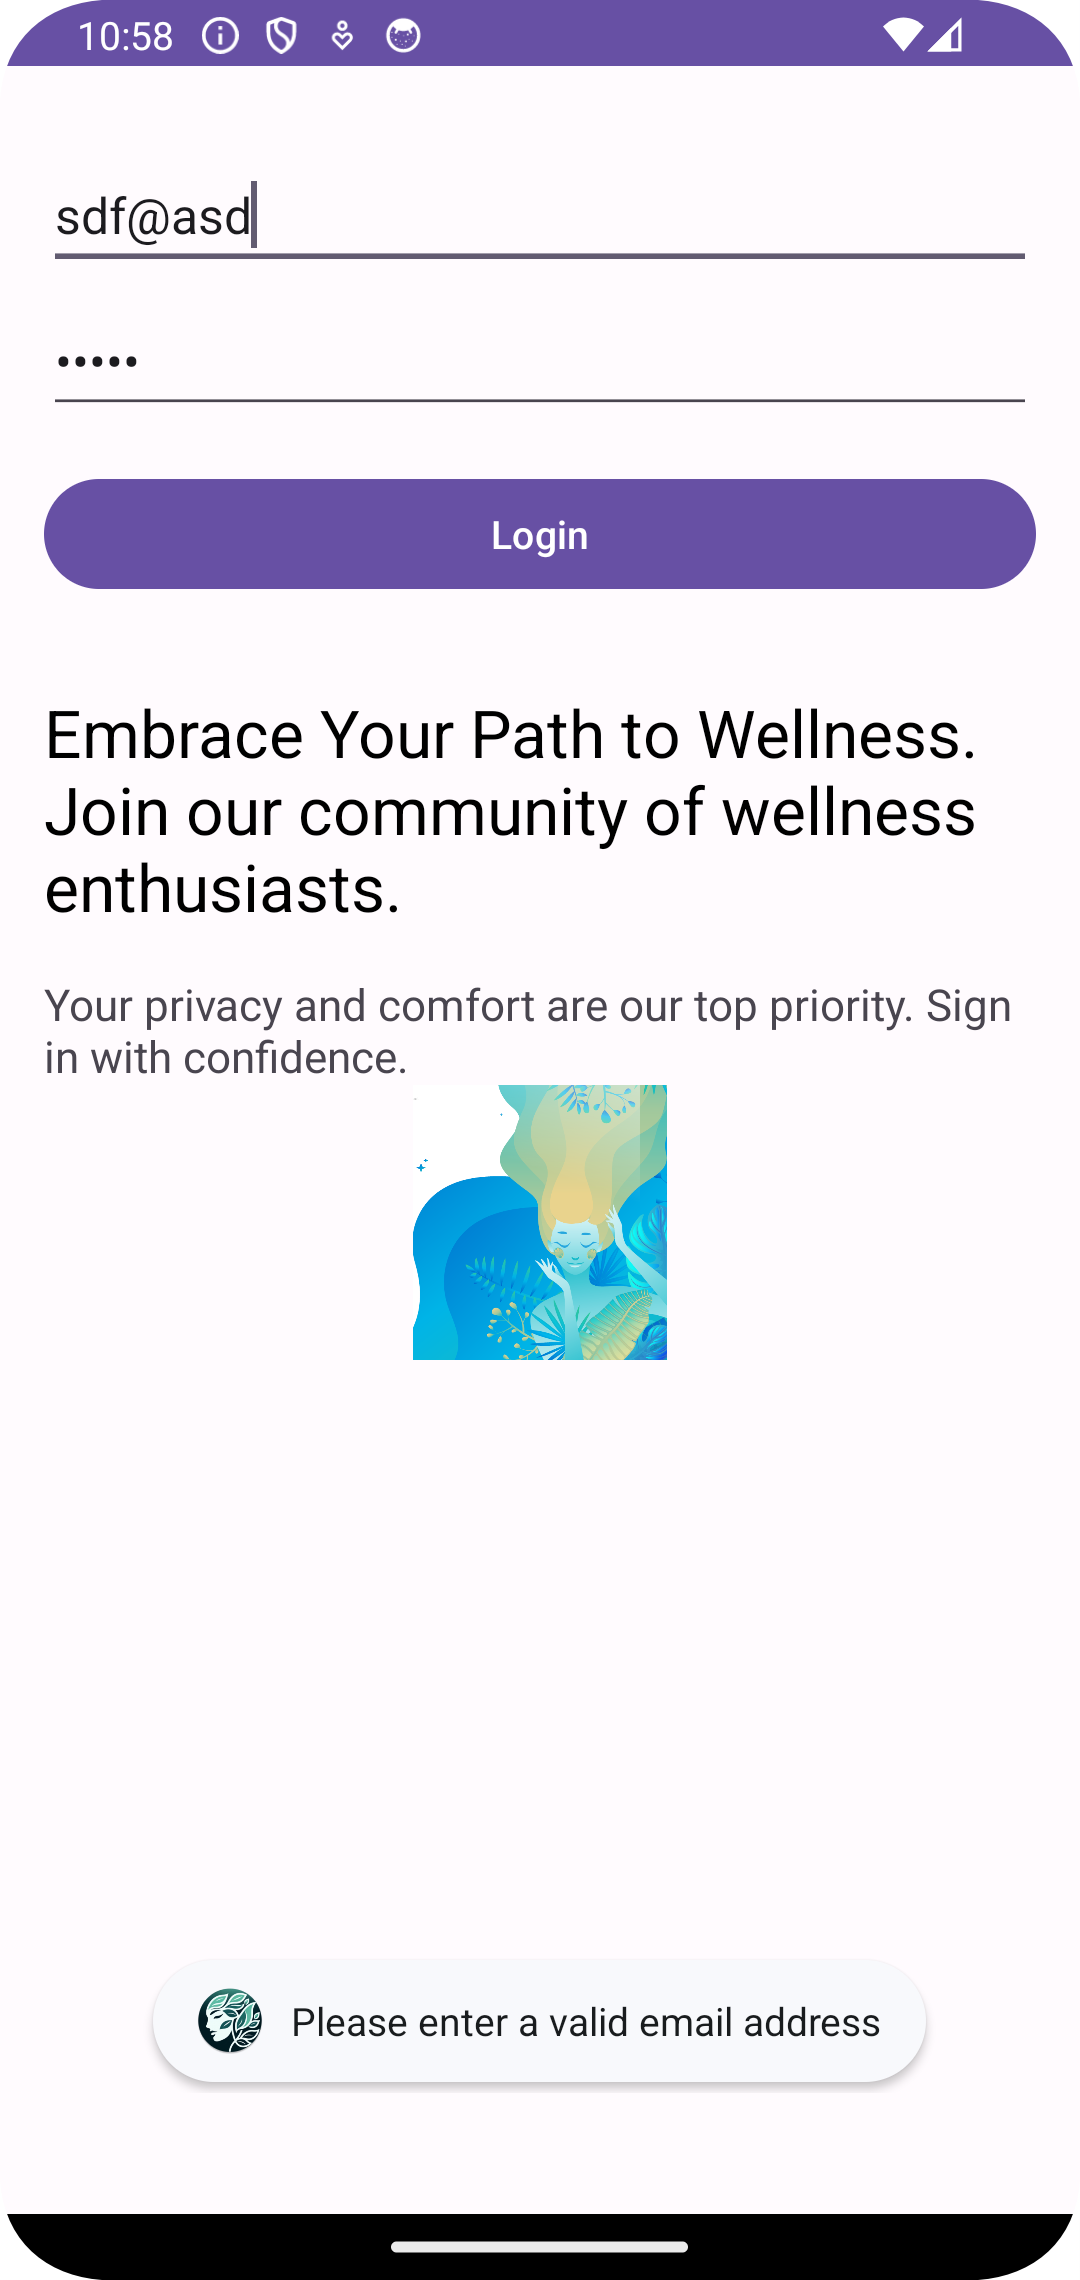 10:58
sdf@asd
•••••
Login
Embrace Your Path to Wellness.
Join our community of wellness
enthusiasts.
Your privacy and comfort are our top priority. Sign
in with confidence.
Please enter a valid email address